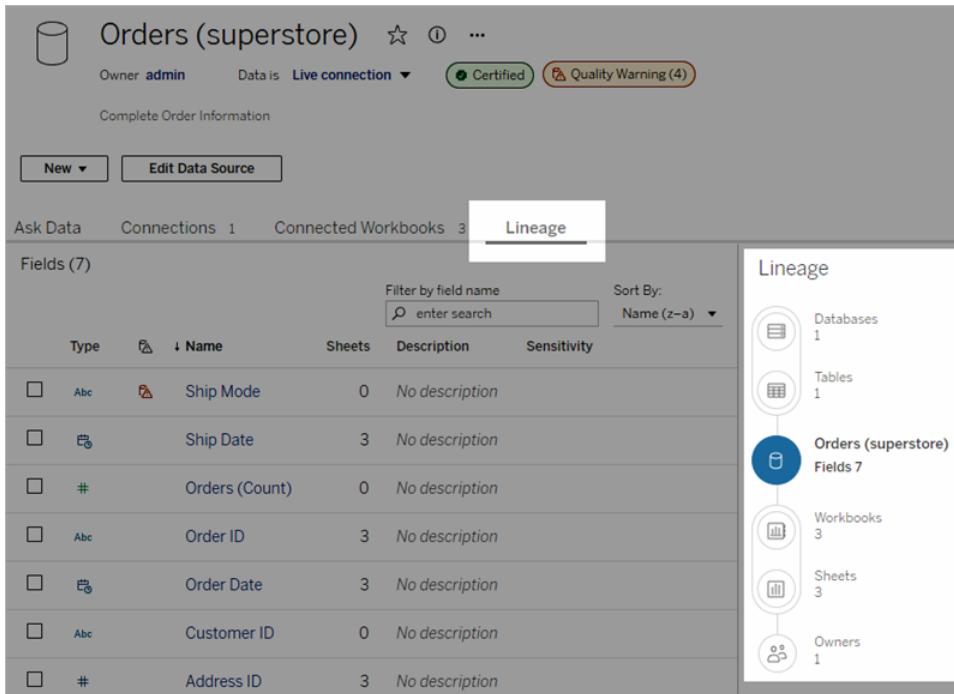 Orders (superstore) ...
Owner admin Data is Live connection Certified Quality Warning (4)
Complete Order Information
New Edit Data Source
Ask Data Connections 1 Connected Workbooks 3 Lineage
Fields (7)
Filter by field name Sort By:
enter search Name (z–a)
Type ↓ Name Sheets Description Sensitivity
Abc Ship Mode 0 No description
Ship Date 3 No description
# Orders (Count) 0 No description
Abc Order ID 3 No description
Order Date 3 No description
Abc Customer ID 0 No description
# Address ID 3 No description
Lineage
Databases
1
Tables
1
Orders (superstore)
Fields 7
Workbooks
3
Sheets
3
Owners
1